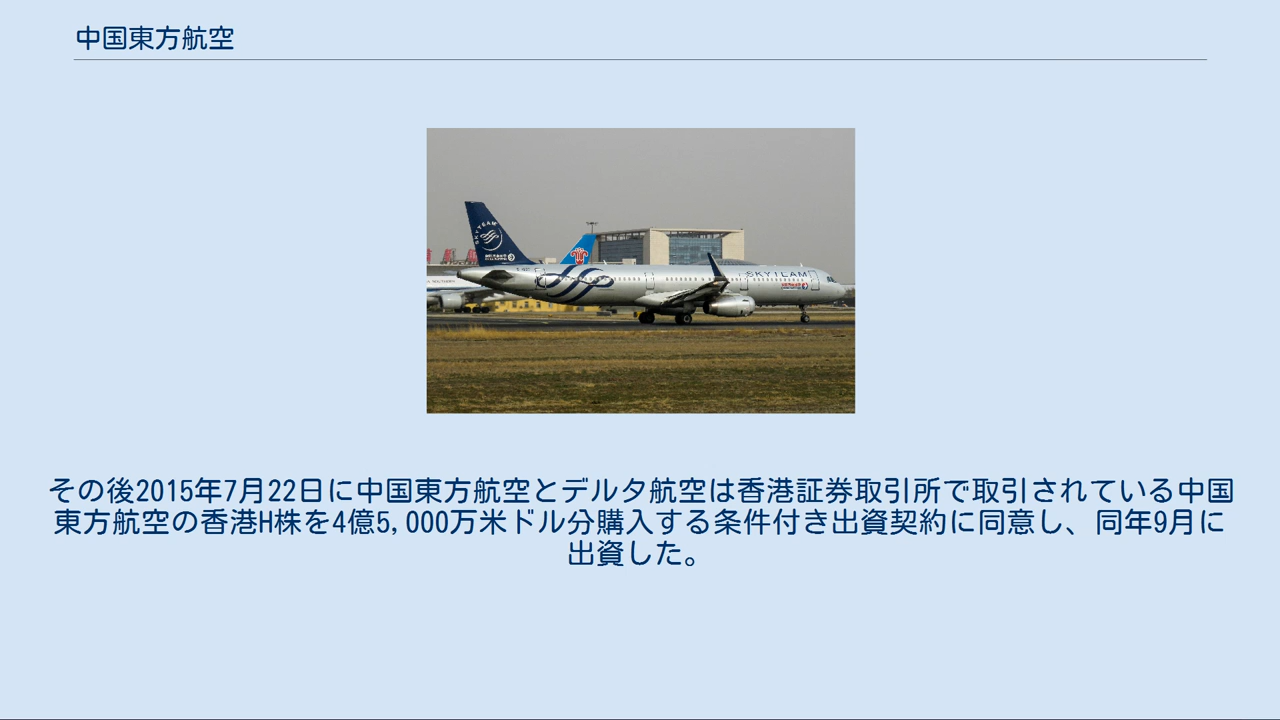 中国東方航空
SKYTEAM
SKYTEAM
その後2015年7月22日に中国東方航空とデルタ航空は香港証券取引所で取引されている中国
東方航空の香港H株を4億5,000万米ドル分購入する条件付き出資契約に同意し、同年9月に
出資した。